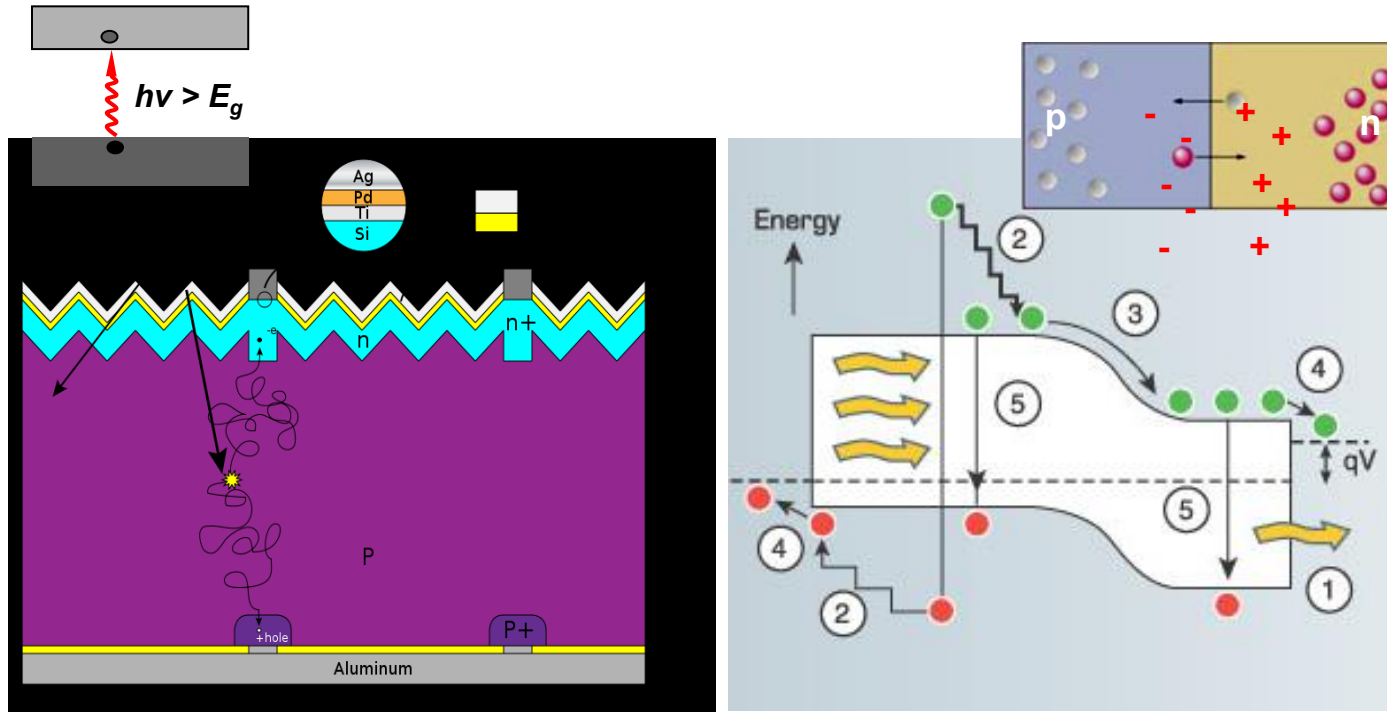 hν > Eg
Ag
Pd
Ti
Si
-e
n
n+
P
+hole
P+
Aluminum
p
n
-
-
-
-
-
+
+
+
+
+
Energy
2
3
4
5
qV
5
4
2
1